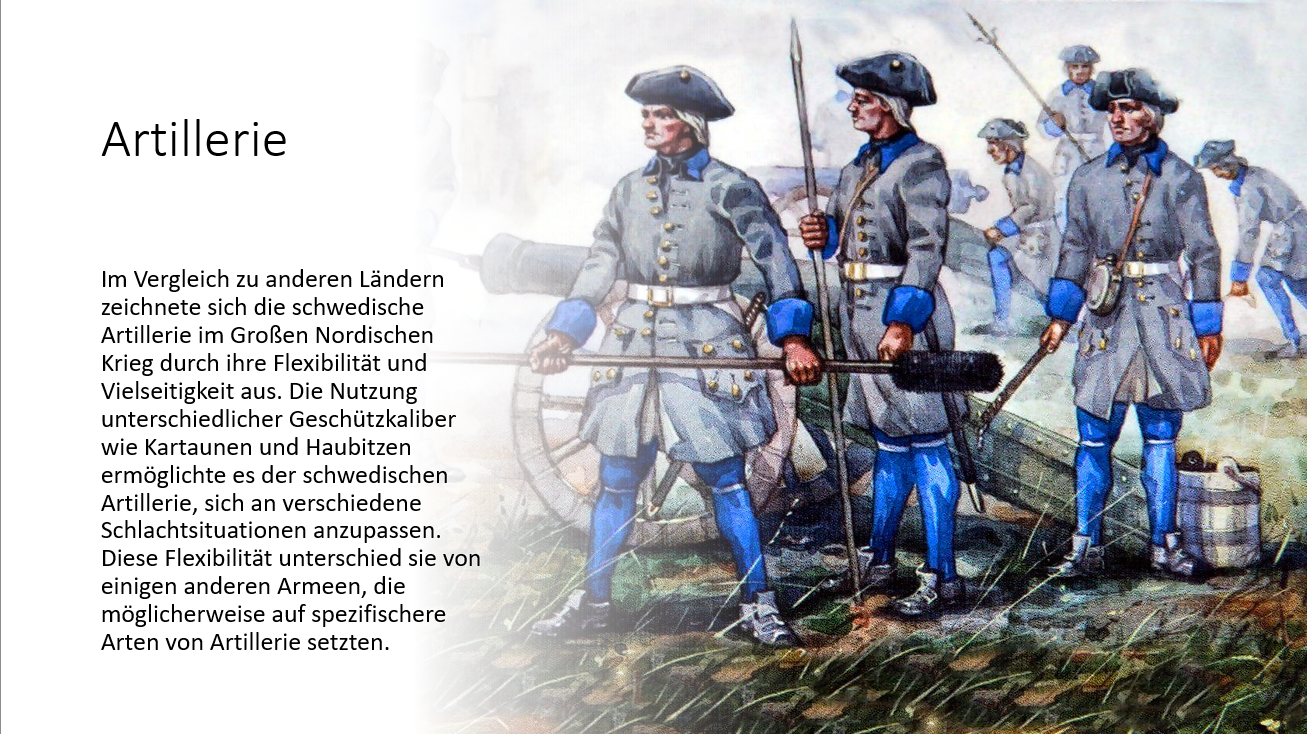 Artillerie
Im Vergleich zu anderen Ländern
zeichnete sich die schwedische
Artillerie im Großen Nordischen
Krieg durch ihre Flexibilität und
Vielseitigkeit aus. Die Nutzung
unterschiedlicher Geschützkaliber
wie Kartaunen und Haubitzen
ermöglichte es der schwedischen
Artillerie, sich an verschiedene
Schlachtsituationen anzupassen.
Diese Flexibilität unterschied sie von
einigen anderen Armeen, die
möglicherweise auf spezifischere
Arten von Artillerie setzten.